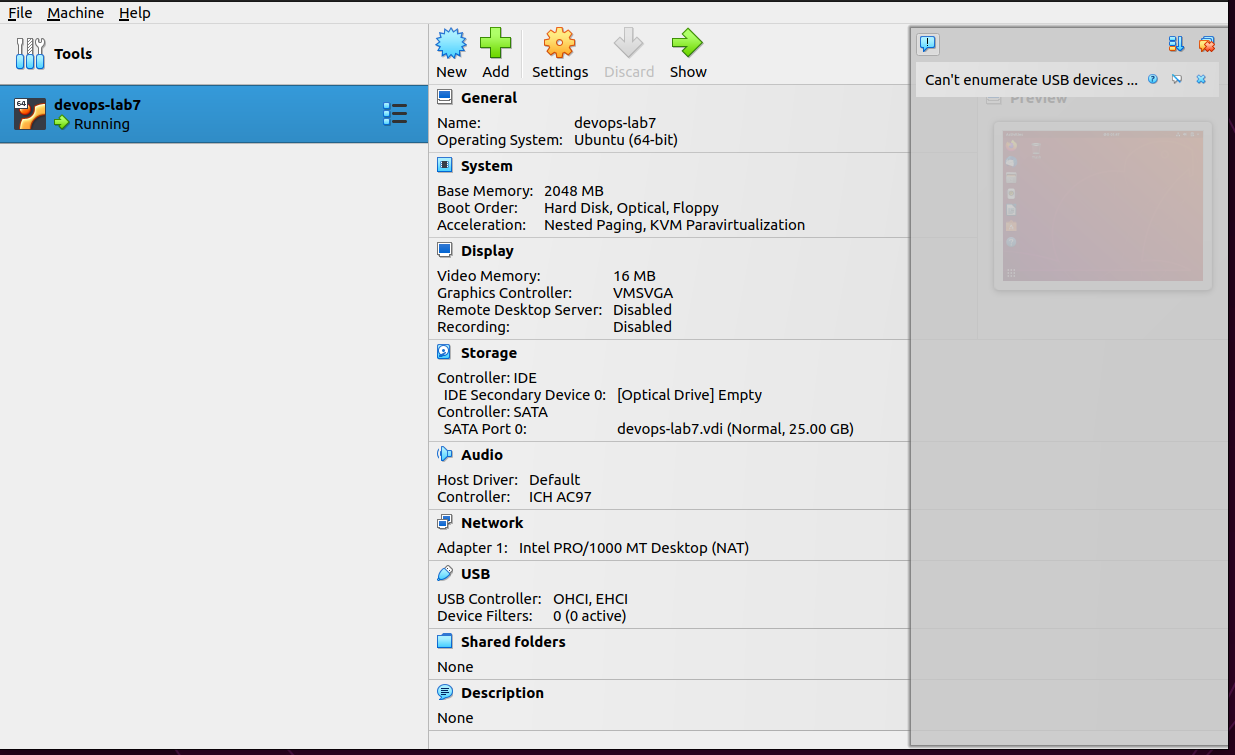 File Machine Help
Tools
New Add Settings Discard Show
64 devops-lab7
Running
General
Name: devops-lab7
Operating System: Ubuntu (64-bit)
System
Base Memory: 2048 MB
Boot Order: Hard Disk, Optical, Floppy
Acceleration: Nested Paging, KVM Paravirtualization
Display
Video Memory: 16 MB
Graphics Controller: VMSVGA
Remote Desktop Server: Disabled
Recording: Disabled
Storage
Controller: IDE
IDE Secondary Device 0: [Optical Drive] Empty
Controller: SATA
SATA Port 0: devops-lab7.vdi (Normal, 25.00 GB)
Audio
Host Driver: Default
Controller: ICH AC97
Network
Adapter 1: Intel PRO/1000 MT Desktop (NAT)
USB
USB Controller: OHCI, EHCI
Device Filters: 0 (0 active)
Shared folders
None
Description
None
Can't enumerate USB devices ...
Preview